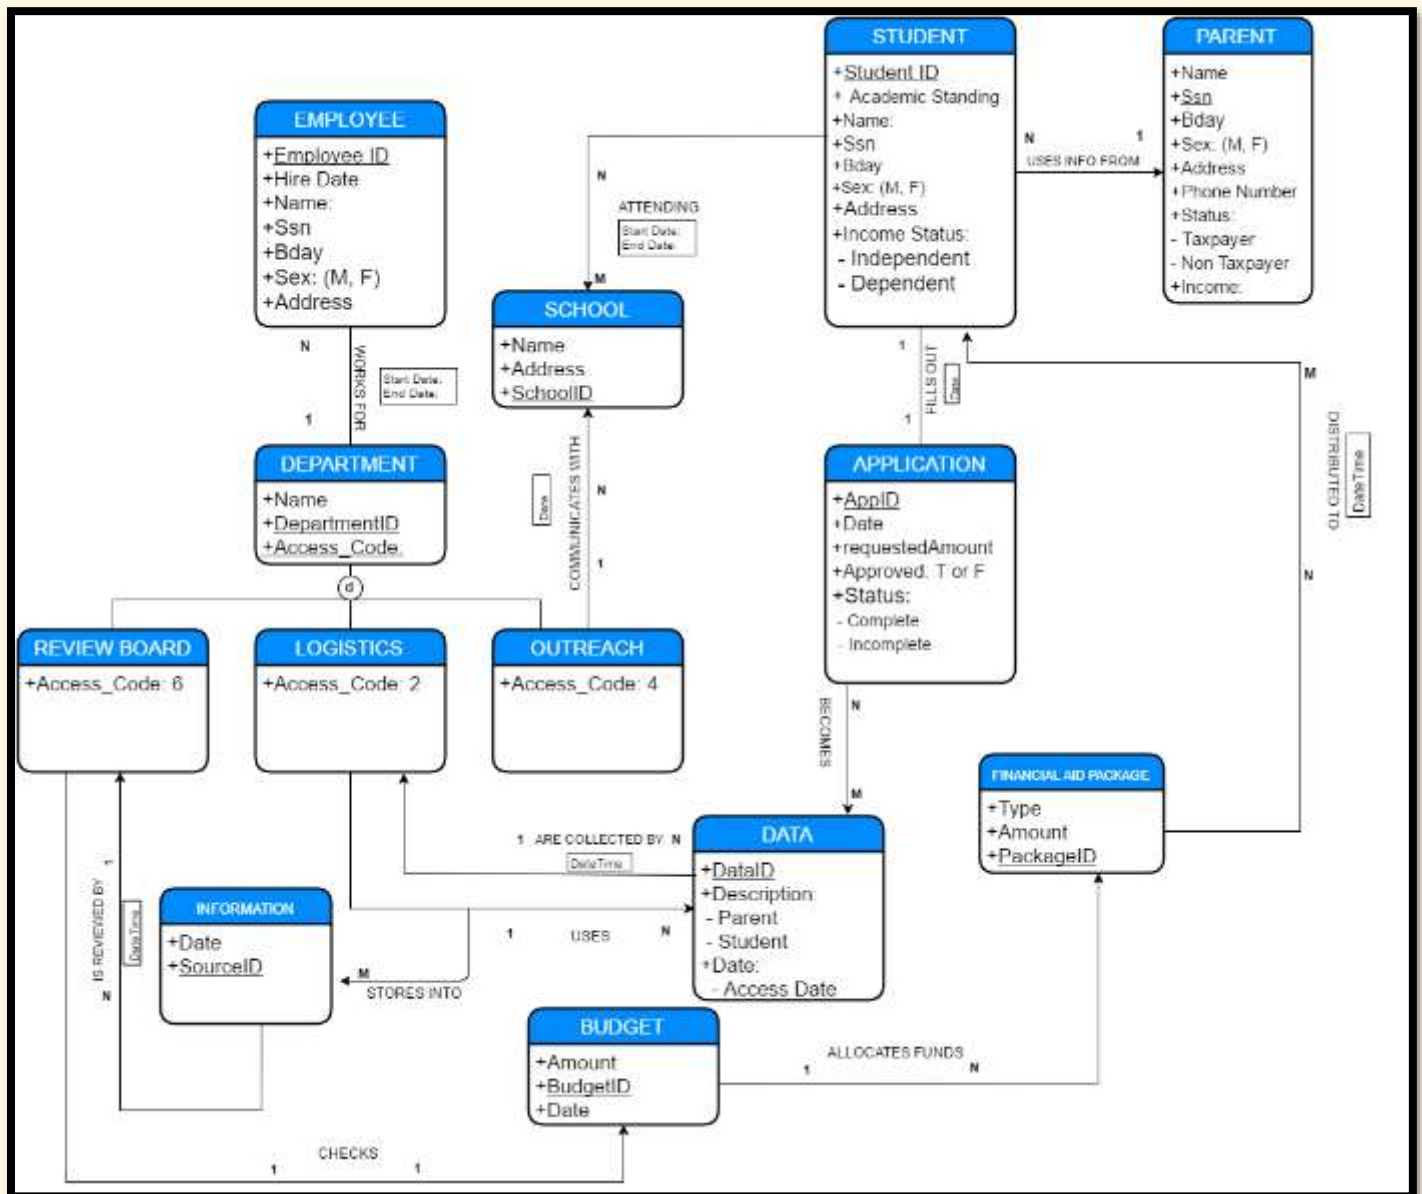 STUDENT
+Student ID
+ Academic Standing
+Name:
+Ssn
+Bday
+Sex: (M, F)
+Address
+Income Status:
- Independent
- Dependent
PARENT
+Name
+Ssn
+Bday
+Sex: (M, F)
+Address
+Phone Number
+Status:
- Taxpayer
- Non Taxpayer
+Income:
N 1
USES INFO FROM
EMPLOYEE
+Employee ID
+Hire Date
+Name:
+Ssn
+Bday
+Sex: (M, F)
+Address
N
ATTENDING
Start Date:
End Date:
M
SCHOOL
+Name
+Address
+SchoolID
N
WORKS FOR
Start Date:
End Date:
1
1
FILLS OUT
Date
1
M
DISTRIBUTED TO
DateTime
N
DEPARTMENT
+Name
+DepartmentID
+Access_Code:
d
COMMUNICATES WITH
Date
N
1
APPLICATION
+AppID
+Date
+requestedAmount
+Approved: T or F
+Status:
- Complete
- Incomplete
REVIEW BOARD
+Access_Code: 6
LOGISTICS
+Access_Code: 2
OUTREACH
+Access_Code: 4
BECOMES
N
M
FINANCIAL AID PACKAGE
+Type
+Amount
+PackageID
1 ARE COLLECTED BY N
DateTime
DATA
+DataID
+Description:
- Parent
- Student
+Date:
- Access Date
1 USES N
M
STORES INTO
1
IS REVIEWED BY
DateTime
N
INFORMATION
+Date
+SourceID
BUDGET
+Amount
+BudgetID
+Date
ALLOCATES FUNDS
1 N
CHECKS
1 1